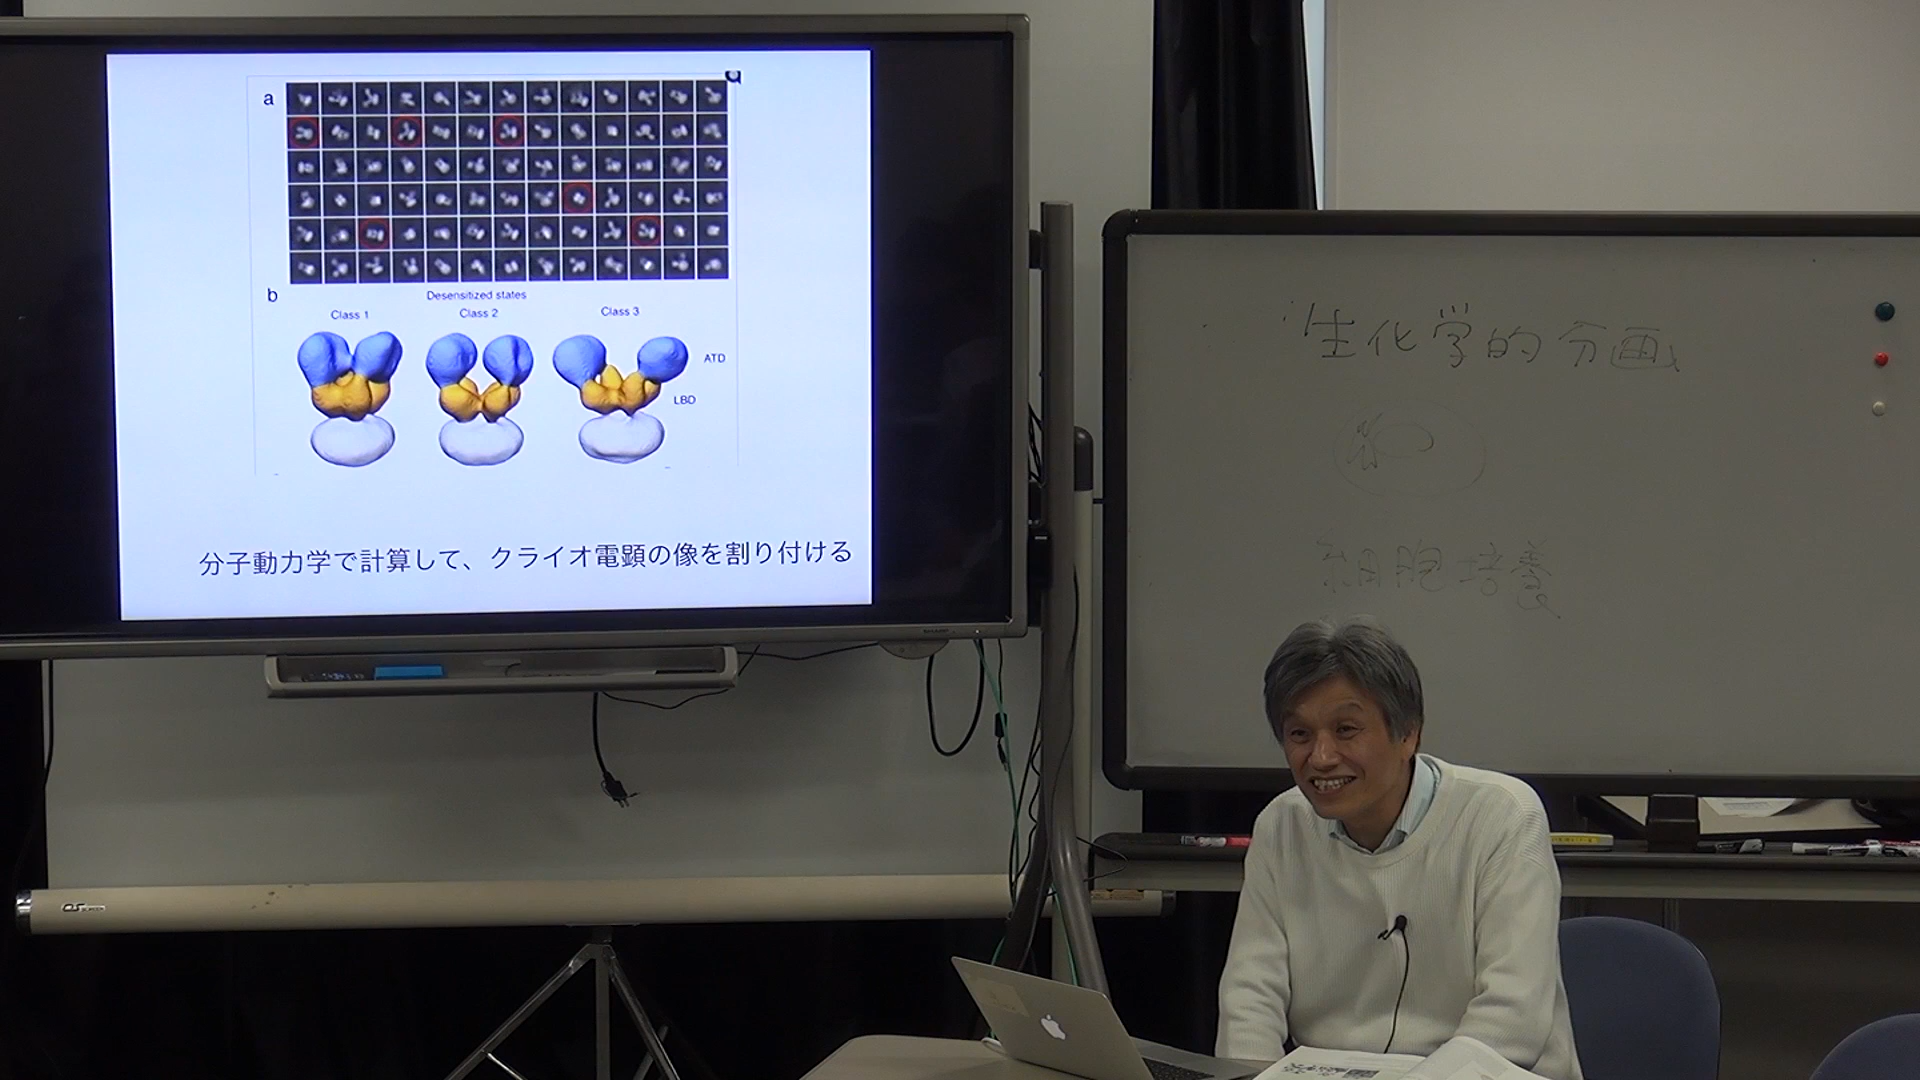 a
b
Desensitized states
Class 1
Class 2
Class 3
ATD
LBD
分子動力学で計算して、クライオ電顕の像を割り付ける
生化学的分画
細胞培養
SHARP
OS